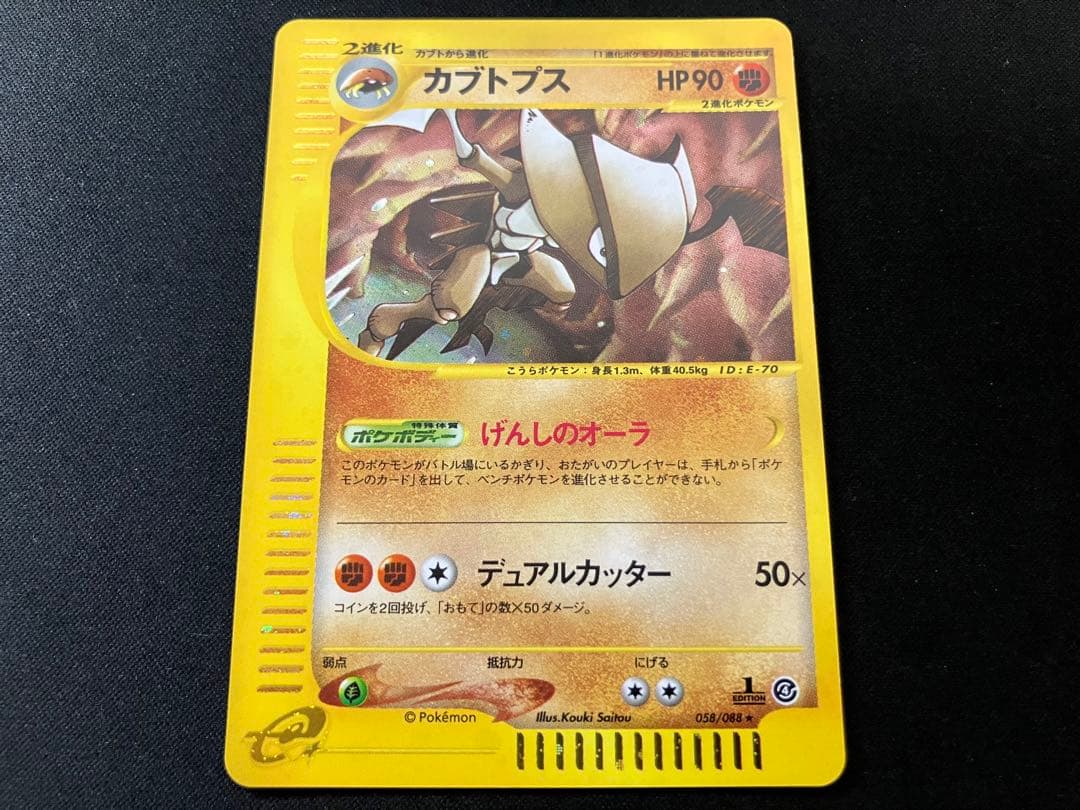 2進化 カブトから進化 「1進化ポケモン」の上に重ねて進化させます
カブトプス HP90
2進化ポケモン
こうらポケモン：身長1.3m、体重40.5kg ID:E-70
特殊体質
ポケボディー げんしのオーラ
このポケモンがバトル場にいるかぎり、おたがいのプレイヤーは、手札から「ポケ
モンのカード」を出して、ベンチポケモンを進化させることができない。
デュアルカッター 50×
コインを2回投げ、「おもて」の数×50ダメージ。
弱点 抵抗力 にげる
1
EDITION
© Pokémon Illus.Kouki Saitou 058/088★
e